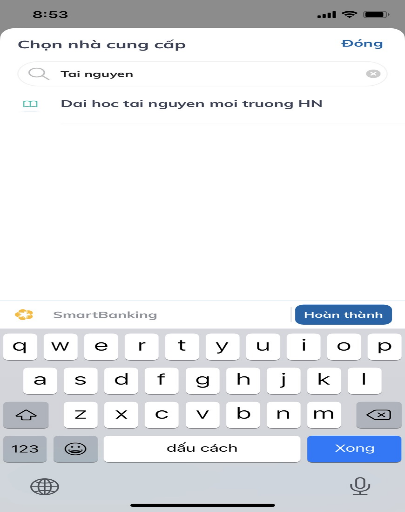 8:53
Chọn nhà cung cấp
Đóng
Tai nguyen
Dai hoc tai nguyen moi truong HN
SmartBanking
Hoàn thành
q w e r t y u i o p
a s d f g h j k l
z x c v b n m
123 dấu cách Xong